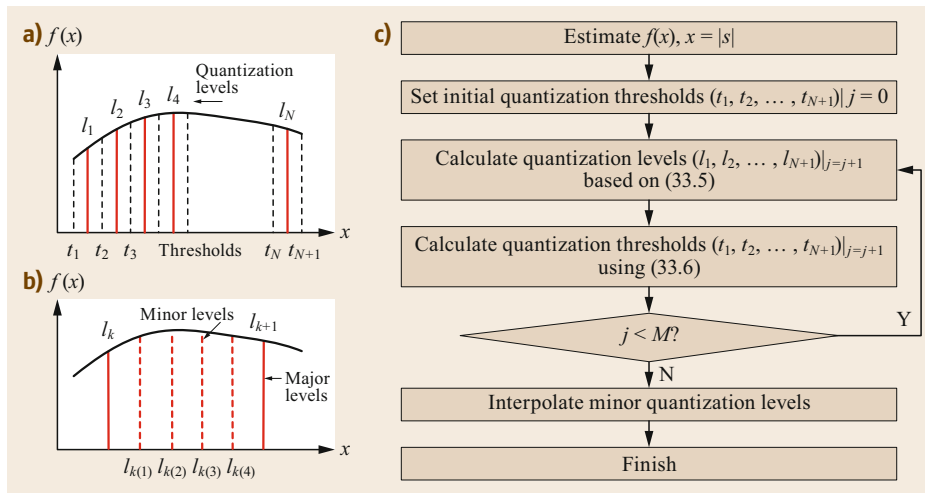 a) f(x)
Quantization
levels
l1 l2 l3 l4 lN
x
t1 t2 t3 Thresholds tN tN+1
b) f(x)
lk Minor levels lk+1
Major
levels
x
lk(1) lk(2) lk(3) lk(4)
c)
Estimate f(x), x = |s|
Set initial quantization thresholds (t1, t2, … , tN+1)| j = 0
Calculate quantization levels (l1, l2, … , lN+1)|j=j+1
based on (33.5)
Calculate quantization thresholds (t1, t2, … , tN+1)|j=j+1
using (33.6)
j < M?
Y
N
Interpolate minor quantization levels
Finish